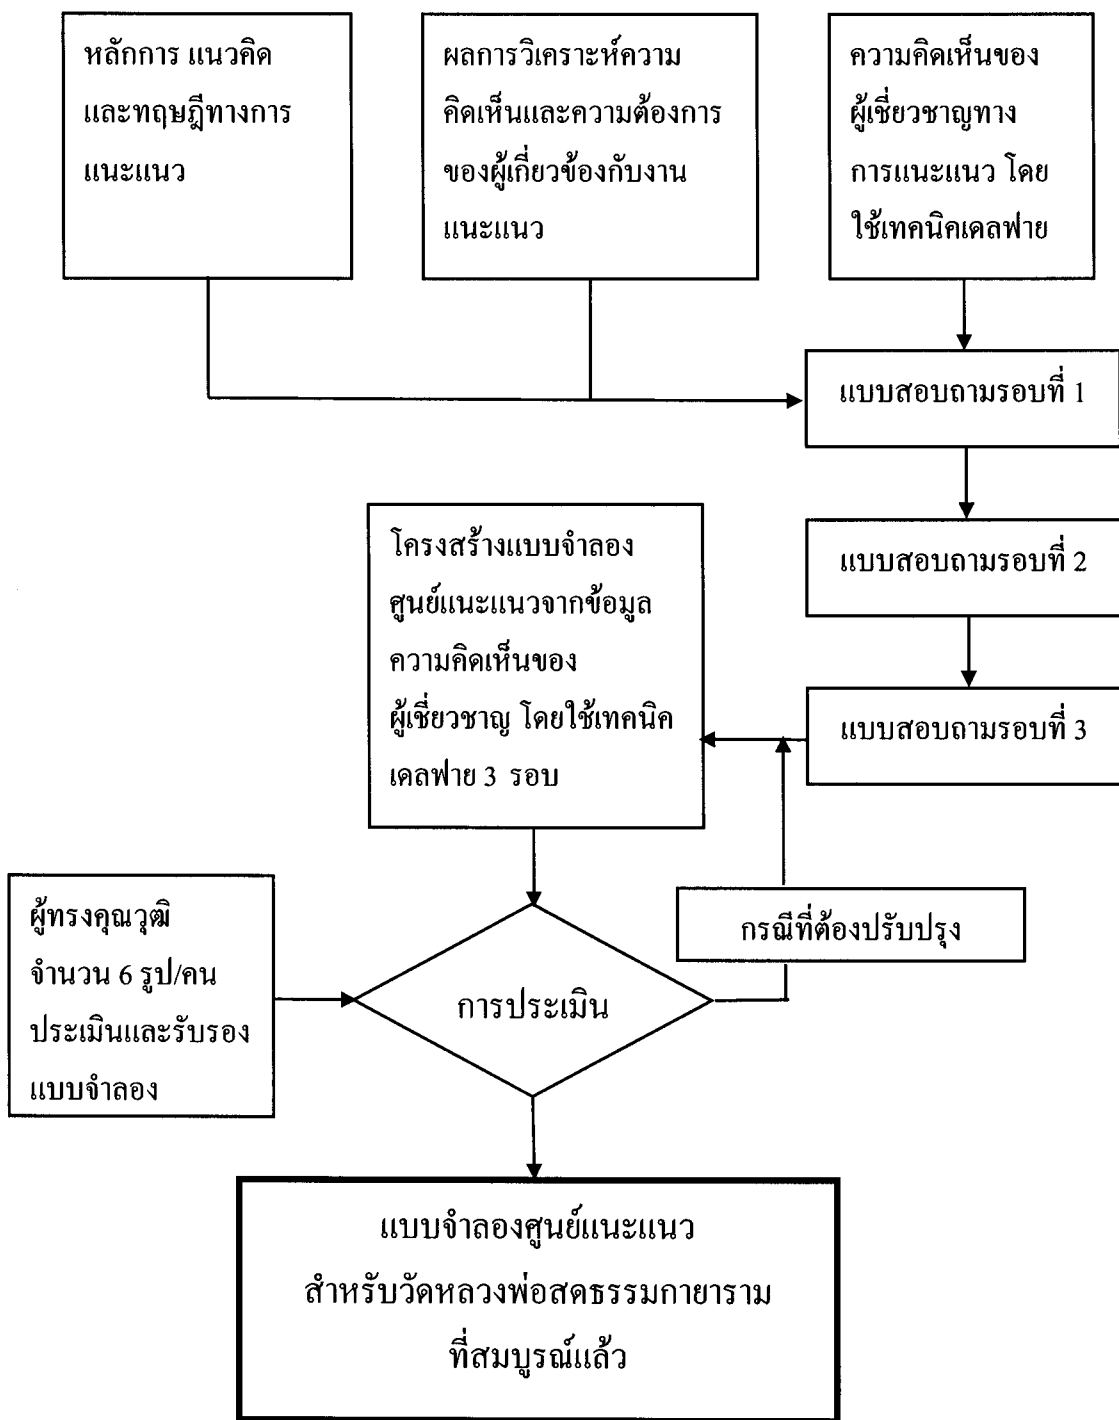 หลักการ แนวคิด
และทฤษฎีทางการ
แนะแนว
ผลการวิเคราะห์ความ
คิดเห็นและความต้องการ
ของผู้เกี่ยวข้องกับงาน
แนะแนว
ความคิดเห็นของ
ผู้เชี่ยวชาญทาง
การแนะแนว โดย
ใช้เทคนิคเดลฟาย
แบบสอบถามรอบที่ 1
แบบสอบถามรอบที่ 2
แบบสอบถามรอบที่ 3
โครงสร้างแบบจำลอง
ศูนย์แนะแนวจากข้อมูล
ความคิดเห็นของ
ผู้เชี่ยวชาญ โดยใช้เทคนิค
เดลฟาย 3 รอบ
กรณีที่ต้องปรับปรุง
ผู้ทรงคุณวุฒิ
จำนวน 6 รูป/คน
ประเมินและรับรอง
แบบจำลอง
การประเมิน
แบบจำลองศูนย์แนะแนว
สำหรับวัดหลวงพ่อสดธรรมกายาราม
ที่สมบูรณ์แล้ว